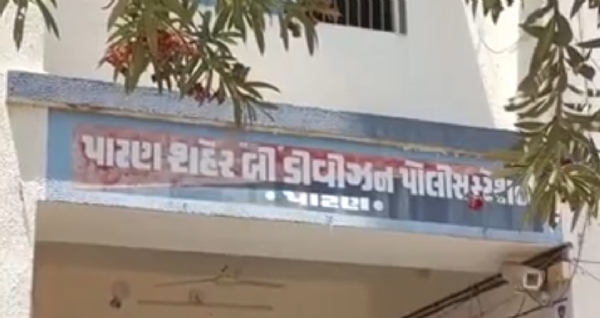 પાટણ શહેર બી ડીવીઝન પોલીસ સ્ટેશન
• પાટણ •